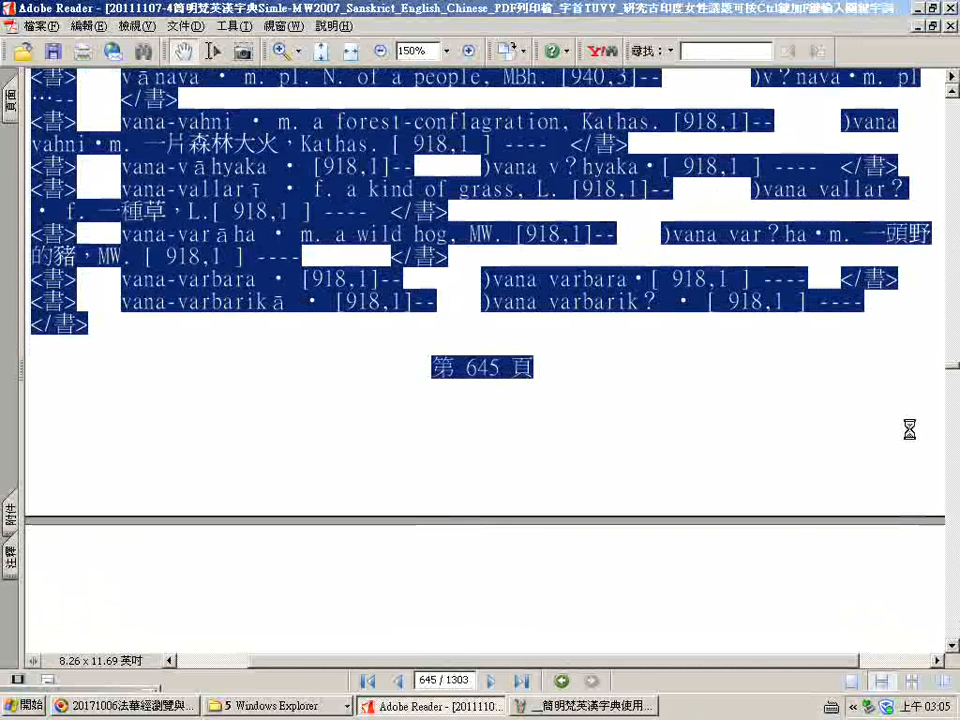 Adobe Reader - [20111107-4簡明梵英漢字典Simle-MW2007_Sanskrict_English_Chinese_PDF列印檔_字首TUVY_研究古印度女性議題可按Ctrl鍵加F鍵輸入關鍵字詞
檔案(F) 編輯(E) 檢視(V) 文件(D) 工具(T) 視窗(W) 說明(H)
150% 尋找:
頁面
<書> vānava • m. pl. N. of a people, MBh. [940,3]-- )v?nava•m. pl
…-- </書>
<書> vana-vahni • m. a forest-conflagration, Kathas. [918,1]-- )vana
vahni•m. 一片森林大火，Kathas. [ 918,1 ] ---- </書>
<書> vana-vāhyaka • [918,1]-- )vana v?hyaka•[ 918,1 ] ---- </書>
<書> vana-vallarī • f. a kind of grass, L. [918,1]-- )vana vallar?
• f. 一種草，L.[ 918,1 ] ---- </書>
<書> vana-varāha • m. a wild hog, MW. [918,1]-- )vana var?ha•m. 一頭野
的豬，MW. [ 918,1 ] ---- </書>
<書> vana-varbara • [918,1]-- )vana varbara•[ 918,1 ] ---- </書>
<書> vana-varbarikā • [918,1]-- )vana varbarik? • [ 918,1 ] ----
</書>
第 645 頁
附件
注釋
8.26 x 11.69 英吋
645 / 1303
開始 20171006法華經瀏覽與... 5 Windows Explorer Adobe Reader - [2011110... __簡明梵英漢字典使用... 上午 03:05